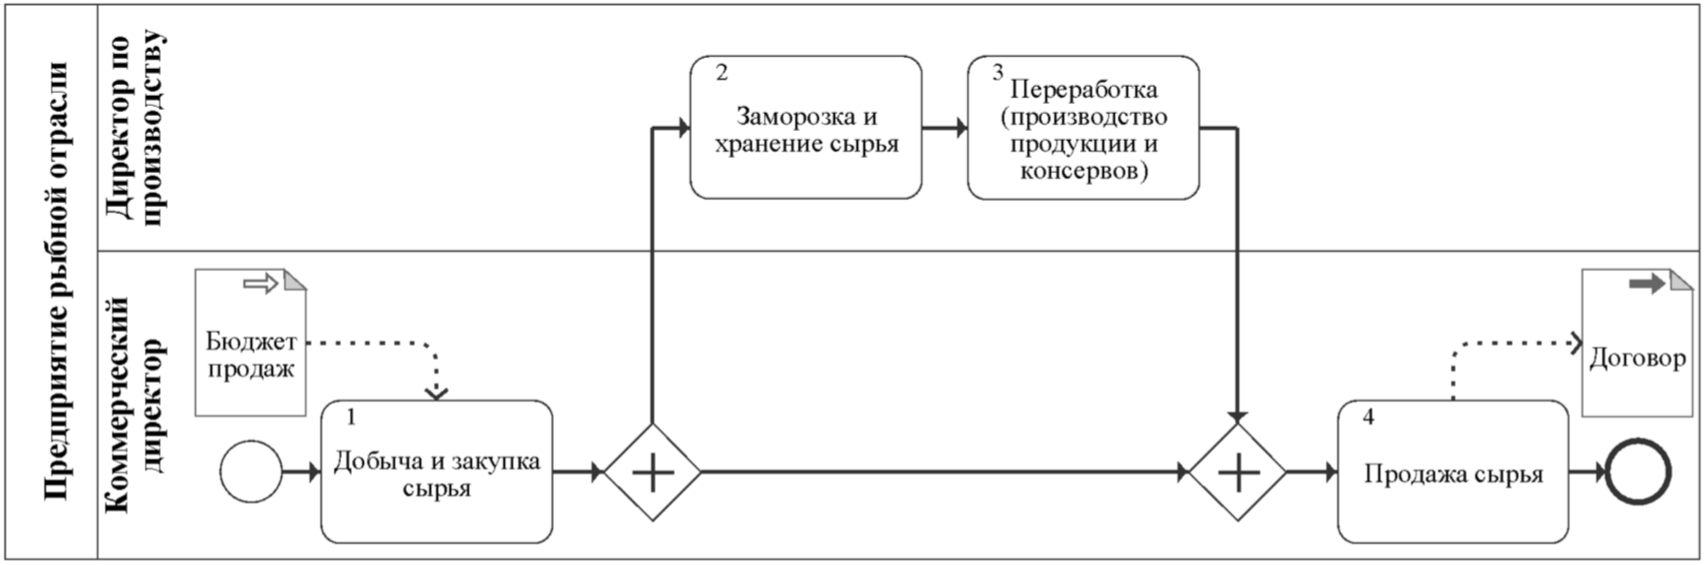 Предприятие рыбной отрасли
Директор по
производству
2
Заморозка и
хранение сырья
3
Переработка
(производство
продукции и
консервов)
Коммерческий
директор
Бюджет
продаж
1
Добыча и закупка
сырья
4
Продажа сырья
Договор